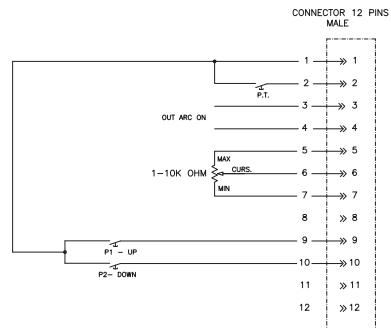 CONNECTOR 12 PINS
MALE
1 1
2 2
P.T.
3 3
OUT ARC ON
4 4
5 5
MAX
1-10K OHM CURS. 6 6
MIN
7 7
8 8
9 9
P1 - UP
10 10
P2- DOWN
11 11
12 12